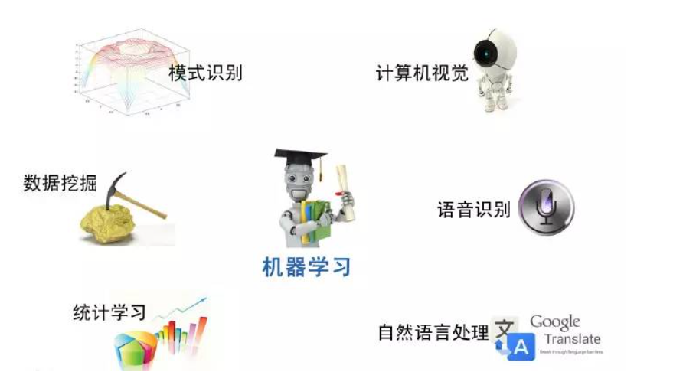 模式识别
计算机视觉
数据挖掘
机器学习
语音识别
统计学习
自然语言处理
文
A
Google
Translate